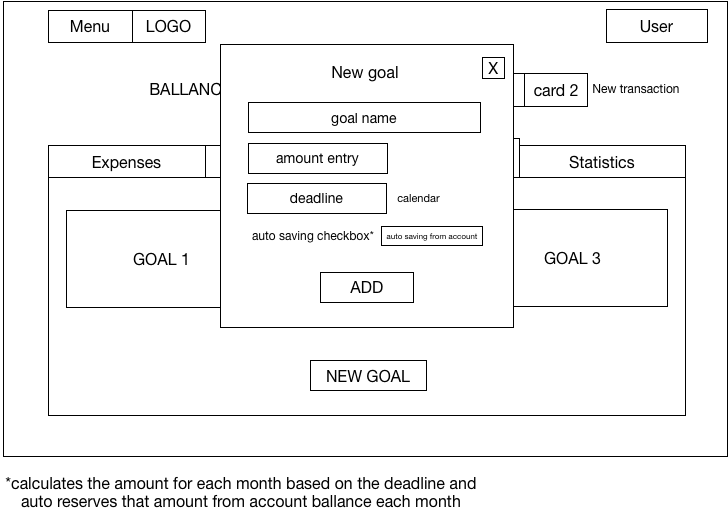 Menu LOGO User
New goal X
BALLANC card 2 New transaction
goal name
Expenses amount entry Statistics
deadline calendar
auto saving checkbox* auto saving from account
GOAL 1 GOAL 3
ADD
NEW GOAL
*calculates the amount for each month based on the deadline and
auto reserves that amount from account ballance each month